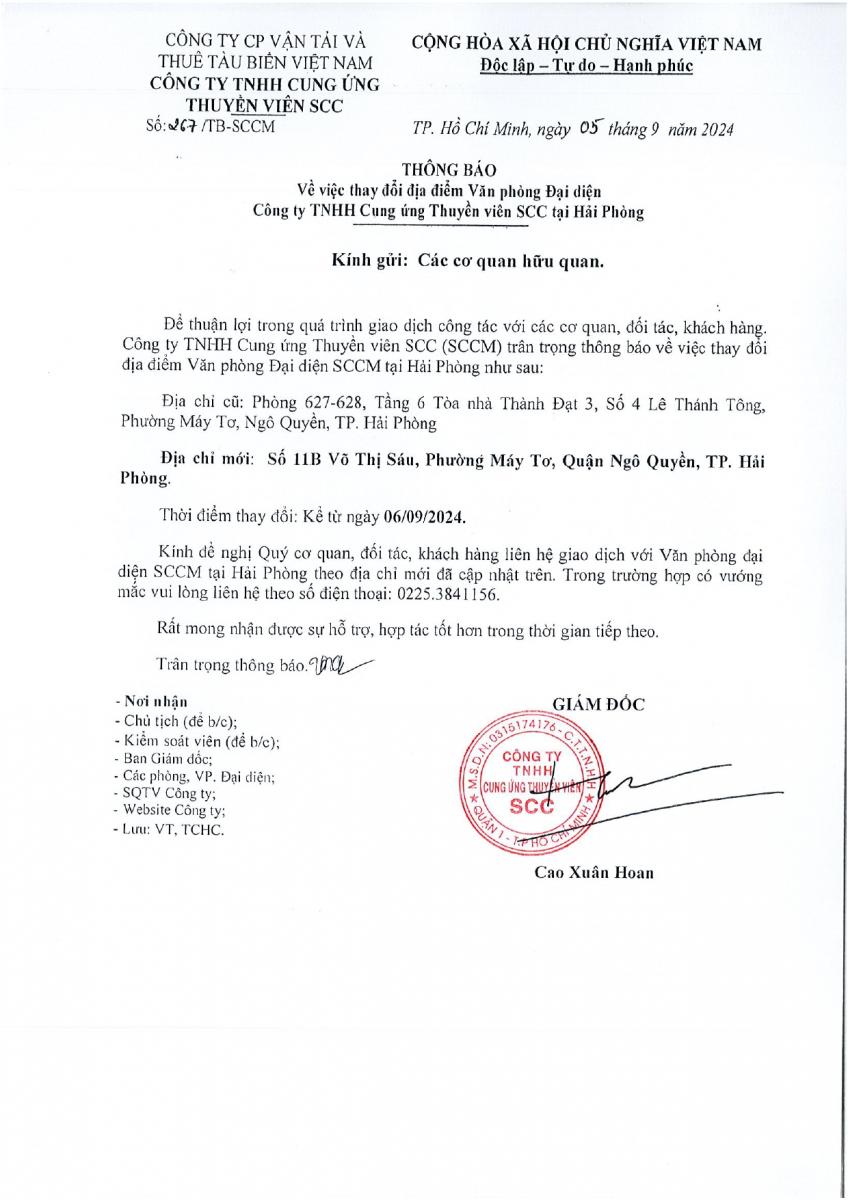 CÔNG TY CP VẬN TẢI VÀ
THUÊ TÀU BIỂN VIỆT NAM
CÔNG TY TNHH CUNG ỨNG
THUYỀN VIÊN SCC
Số: 267 /TB-SCCM
CỘNG HÒA XÃ HỘI CHỦ NGHĨA VIỆT NAM
Độc lập – Tự do – Hạnh phúc
TP. Hồ Chí Minh, ngày 05 tháng 9 năm 2024
THÔNG BÁO
Về việc thay đổi địa điểm Văn phòng Đại diện
Công ty TNHH Cung ứng Thuyền viên SCC tại Hải Phòng
Kính gửi: Các cơ quan hữu quan.
Để thuận lợi trong quá trình giao dịch công tác với các cơ quan, đối tác, khách hàng.
Công ty TNHH Cung ứng Thuyền viên SCC (SCCM) trân trọng thông báo về việc thay đổi
địa điểm Văn phòng Đại diện SCCM tại Hải Phòng như sau:
Địa chỉ cũ: Phòng 627-628, Tầng 6 Tòa nhà Thành Đạt 3, Số 4 Lê Thánh Tông,
Phường Máy Tơ, Ngô Quyền, TP. Hải Phòng
Địa chỉ mới: Số 11B Võ Thị Sáu, Phường Máy Tơ, Quận Ngô Quyền, TP. Hải
Phòng.
Thời điểm thay đổi: Kể từ ngày 06/09/2024.
Kính đề nghị Quý cơ quan, đối tác, khách hàng liên hệ giao dịch với Văn phòng đại
diện SCCM tại Hải Phòng theo địa chỉ mới đã cập nhật trên. Trong trường hợp có vướng
mắc vui lòng liên hệ theo số điện thoại: 0225.3841156.
Rất mong nhận được sự hỗ trợ, hợp tác tốt hơn trong thời gian tiếp theo.
Trân trọng thông báo.
- Nơi nhận
- Chủ tịch (để b/c);
- Kiểm soát viên (để b/c);
- Ban Giám đốc;
- Các phòng, VP. Đại diện;
- SQTV Công ty;
- Website Công ty;
- Lưu: VT, TCHC.
GIÁM ĐỐC
M.S.D.N: 0315174176 - C.T.T.N.H.H
CÔNG TY
TNHH
CUNG ỨNG THUYỀN VIÊN
SCC
QUẬN 1 - T.P HỒ CHÍ MINH
Cao Xuân Hoan